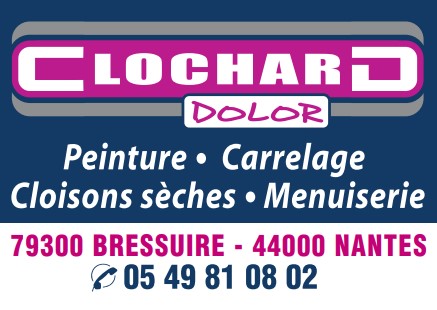 CLOCHARD
DOLOR
Peinture • Carrelage
Cloisons sèches • Menuiserie
79300 BRESSUIRE - 44000 NANTES
✆ 05 49 81 08 02